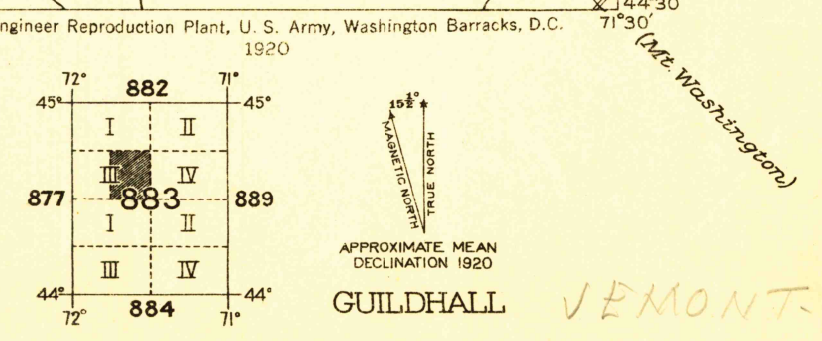 44°30'
ngineer Reproduction Plant, U. S. Army, Washington Barracks, D.C.
71°30'
1920
(Mt. Washington)
72° 882 71°
45° 45°
I II
III IV
877 883 889
I II
III IV
44° 44°
72° 884 71°
15½°
MAGNETIC NORTH
TRUE NORTH
APPROXIMATE MEAN
DECLINATION 1920
GUILDHALL
VEMONT.